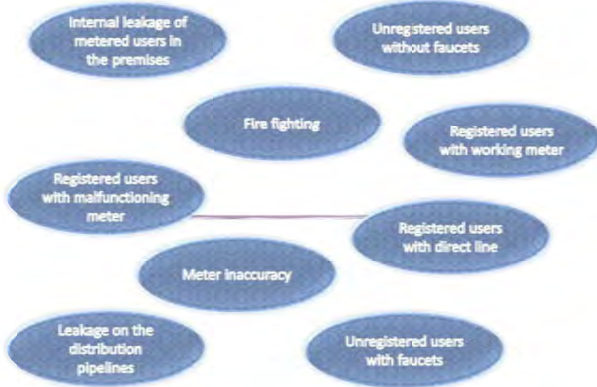 Internal leakage of
metered users in
the premises
Unregistered users
without faucets
Fire fighting
Registered users
with working meter
Registered users
with malfunctioning
meter
Registered users
with direct line
Meter inaccuracy
Leakage on the
distribution
pipelines
Unregistered users
with faucets